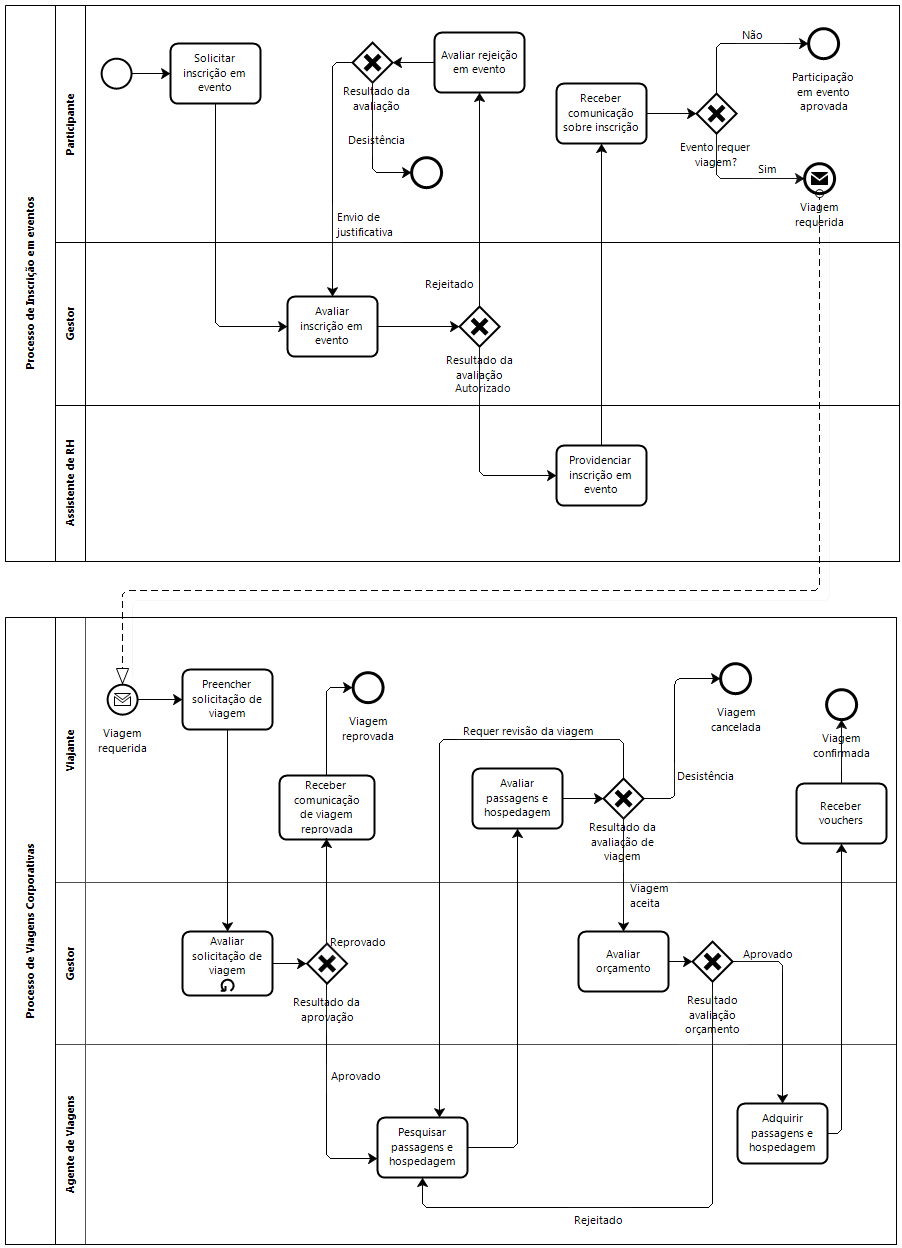 Processo de Inscrição em eventos
Participante
Solicitar
inscrição em
evento
Resultado da
avaliação
Avaliar rejeição
em evento
Desistência
Envio de
justificativa
Receber
comunicação
sobre inscrição
Evento requer
viagem?
Não
Participação
em evento
aprovada
Sim
Viagem
requerida
Gestor
Avaliar
inscrição em
evento
Rejeitado
Resultado da
avaliação
Autorizado
Assistente de RH
Providenciar
inscrição em
evento
Processo de Viagens Corporativas
Viajante
Viagem
requerida
Preencher
solicitação de
viagem
Viagem
reprovada
Receber
comunicação
de viagem
reprovada
Requer revisão da viagem
Avaliar
passagens e
hospedagem
Resultado da
avaliação de
viagem
Desistência
Viagem
cancelada
Viagem
confirmada
Receber
vouchers
Viagem
aceita
Gestor
Avaliar
solicitação de
viagem
Reprovado
Resultado da
aprovação
Avaliar
orçamento
Aprovado
Resultado
avaliação
orçamento
Agente de Viagens
Aprovado
Pesquisar
passagens e
hospedagem
Adquirir
passagens e
hospedagem
Rejeitado